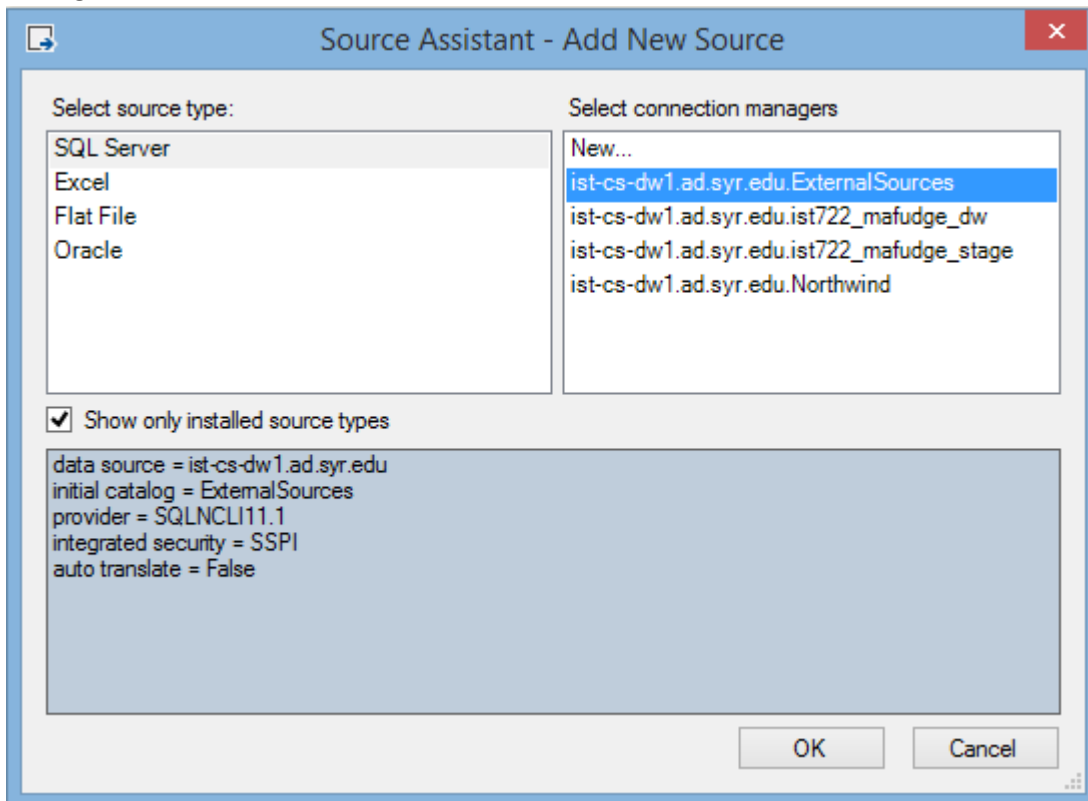 Source Assistant - Add New Source
Select source type:
SQL Server
Excel
Flat File
Oracle
Select connection managers
New...
ist-cs-dw1.ad.syr.edu.ExternalSources
ist-cs-dw1.ad.syr.edu.ist722_mafudge_dw
ist-cs-dw1.ad.syr.edu.ist722_mafudge_stage
ist-cs-dw1.ad.syr.edu.Northwind
Show only installed source types
data source = ist-cs-dw1.ad.syr.edu
initial catalog = ExternalSources
provider = SQLNCLI11.1
integrated security = SSPI
auto translate = False
OK
Cancel